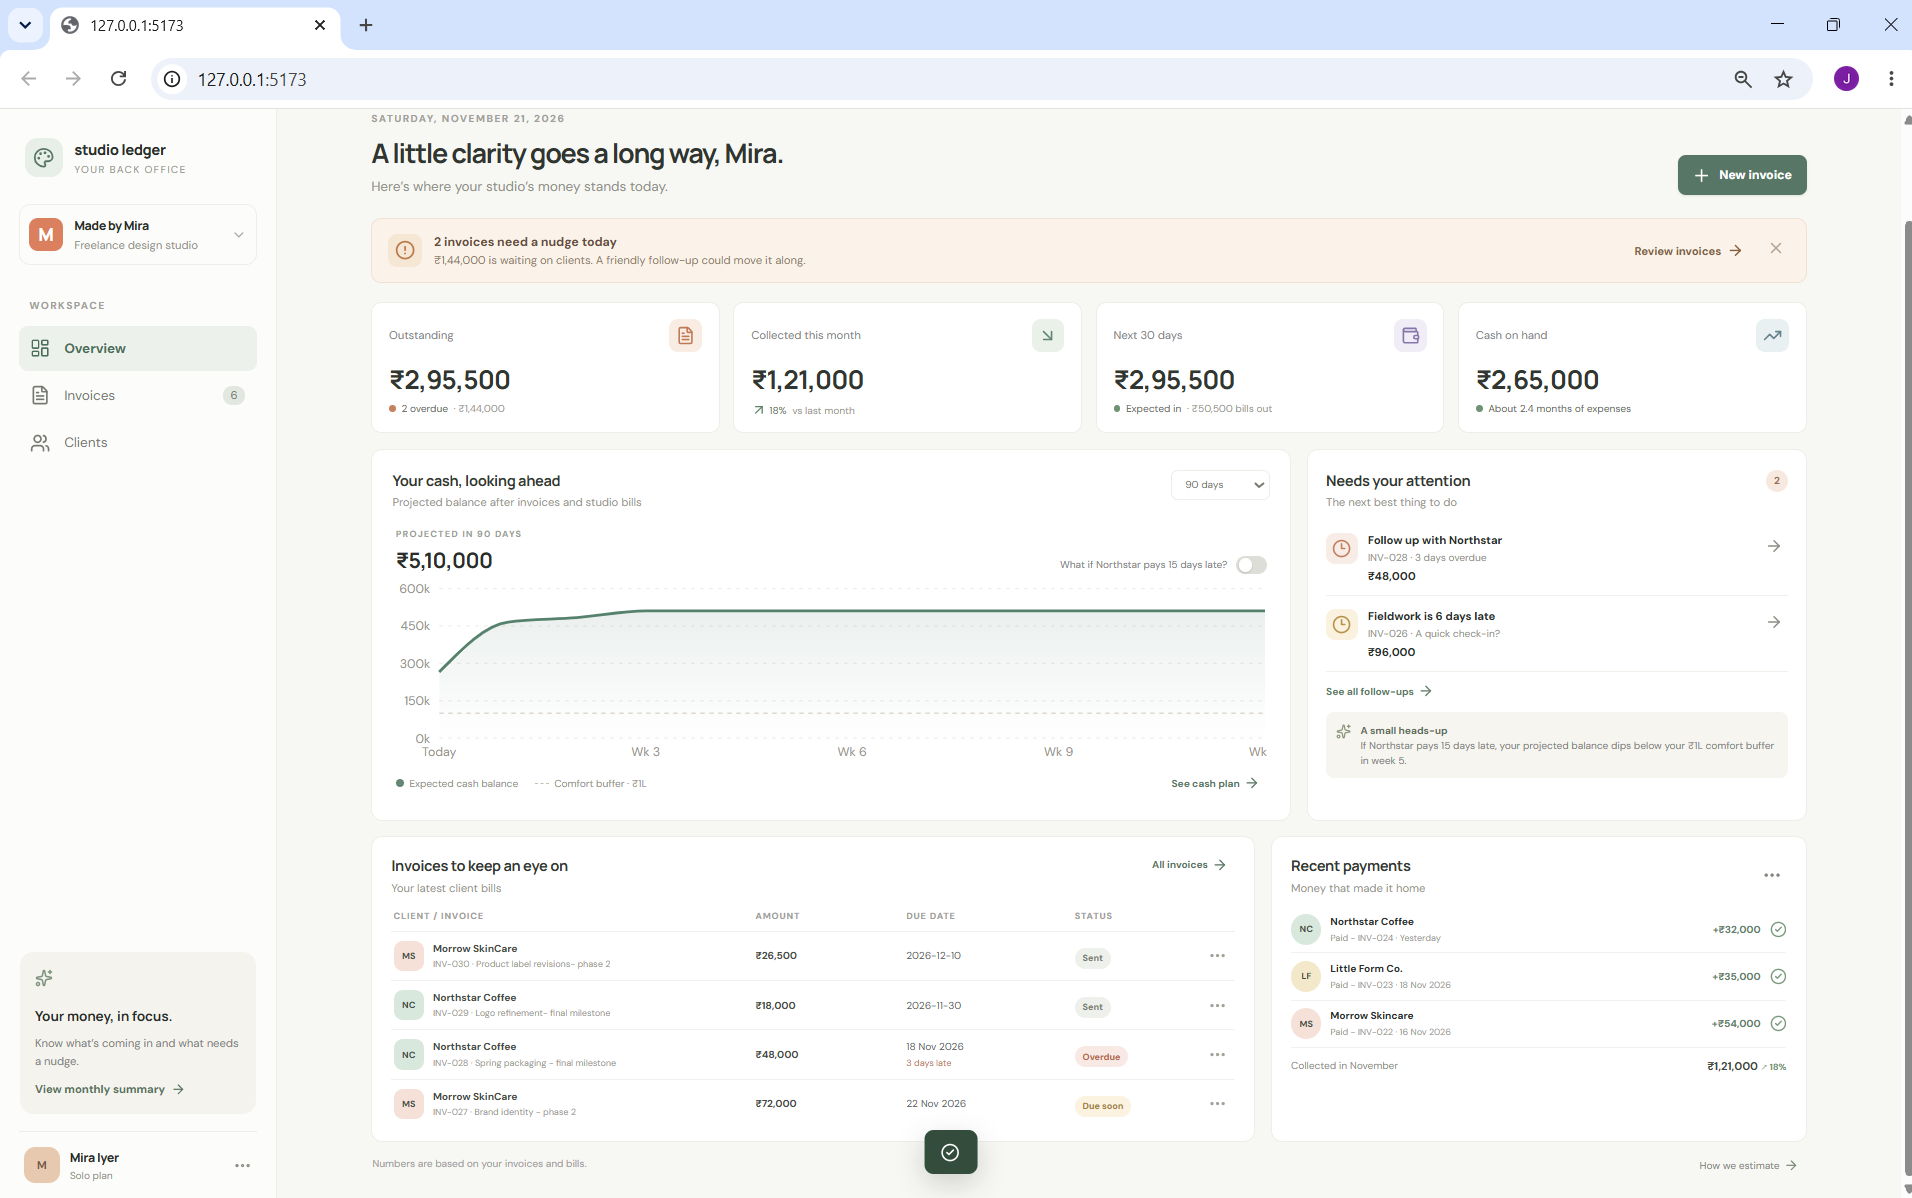 127.0.0.1:5173
127.0.0.1:5173
J
studio ledger
YOUR BACK OFFICE
M
Made by Mira
Freelance design studio
WORKSPACE
Overview
Invoices
6
Clients
Your money, in focus.
Know what's coming in and what needs
a nudge.
View monthly summary
M
Mira Iyer
Solo plan
SATURDAY, NOVEMBER 21, 2026
A little clarity goes a long way, Mira.
Here's where your studio's money stands today.
New invoice
2 invoices need a nudge today
₹1,44,000 is waiting on clients. A friendly follow-up could move it along.
Review invoices
Outstanding
₹2,95,500
2 overdue · ₹1,44,000
Collected this month
₹1,21,000
18% vs last month
Next 30 days
₹2,95,500
Expected in · ₹50,500 bills out
Cash on hand
₹2,65,000
About 2.4 months of expenses
Your cash, looking ahead
Projected balance after invoices and studio bills
90 days
PROJECTED IN 90 DAYS
₹5,10,000
What if Northstar pays 15 days late?
600k
450k
300k
150k
0k
Today
Wk 3
Wk 6
Wk 9
Wk
Expected cash balance
Comfort buffer · ₹1L
See cash plan
Needs your attention
2
The next best thing to do
Follow up with Northstar
INV-028 · 3 days overdue
₹48,000
Fieldwork is 6 days late
INV-026 · A quick check-in?
₹96,000
See all follow-ups
A small heads-up
If Northstar pays 15 days late, your projected balance dips below your ₹1L comfort buffer
in week 5.
Invoices to keep an eye on
Your latest client bills
All invoices
CLIENT / INVOICE
AMOUNT
DUE DATE
STATUS
MS
Morrow SkinCare
INV-030 · Product label revisions- phase 2
₹26,500
2026-12-10
Sent
NC
Northstar Coffee
INV-029 · Logo refinement- final milestone
₹18,000
2026-11-30
Sent
NC
Northstar Coffee
INV-028 · Spring packaging - final milestone
₹48,000
18 Nov 2026
3 days late
Overdue
MS
Morrow SkinCare
INV-027 · Brand identity - phase 2
₹72,000
22 Nov 2026
Due soon
Recent payments
Money that made it home
NC
Northstar Coffee
Paid - INV-024 · Yesterday
+₹32,000
LF
Little Form Co.
Paid - INV-023 · 18 Nov 2026
+₹35,000
MS
Morrow Skincare
Paid - INV-022 · 16 Nov 2026
+₹54,000
Collected in November
₹1,21,000 ↗ 18%
Numbers are based on your invoices and bills.
How we estimate